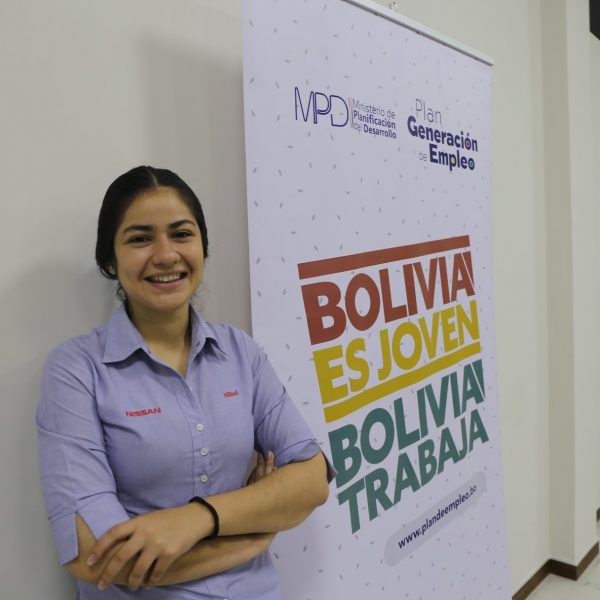 MPD
Ministerio de
Planificación
del Desarrollo
Plan
Generación
de Empleo
BOLIVIA
ES JOVEN
BOLIVIA
TRABAJA
www.plandeempleo.bo
NISSAN
Nibol